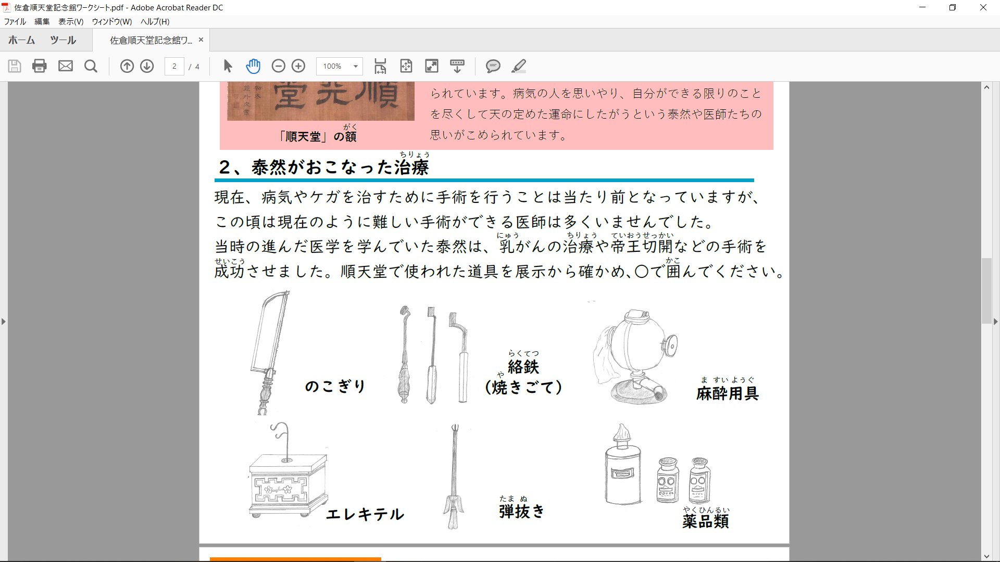 佐倉順天堂記念館ワークシート.pdf - Adobe Acrobat Reader DC
ファイル 編集 表示(V) ウィンドウ(W) ヘルプ(H)
ホーム ツール 佐倉順天堂記念館ワ... ×
2 / 4 100%
順天堂
られています。病気の人を思いやり、自分ができる限りのこと
を尽くして天の定めた運命にしたがうという泰然や医師たちの
思いがこめられています。
がく
「順天堂」の額
ちりょう
２、泰然がおこなった治療
現在、病気やケガを治すために手術を行うことは当たり前となっていますが、
この頃は現在のように難しい手術ができる医師は多くいませんでした。
にゅう ちりょう ていおうせっかい
当時の進んだ医学を学んでいた泰然は、乳がんの治療や帝王切開などの手術を
せいこう かこ
成功させました。順天堂で使われた道具を展示から確かめ、〇で囲んでください。
のこぎり
らくてつ
絡鉄
や
(焼きごて)
ま すい ようぐ
麻酔用具
エレキテル
たま ぬ
弾抜き
やくひんるい
薬品類